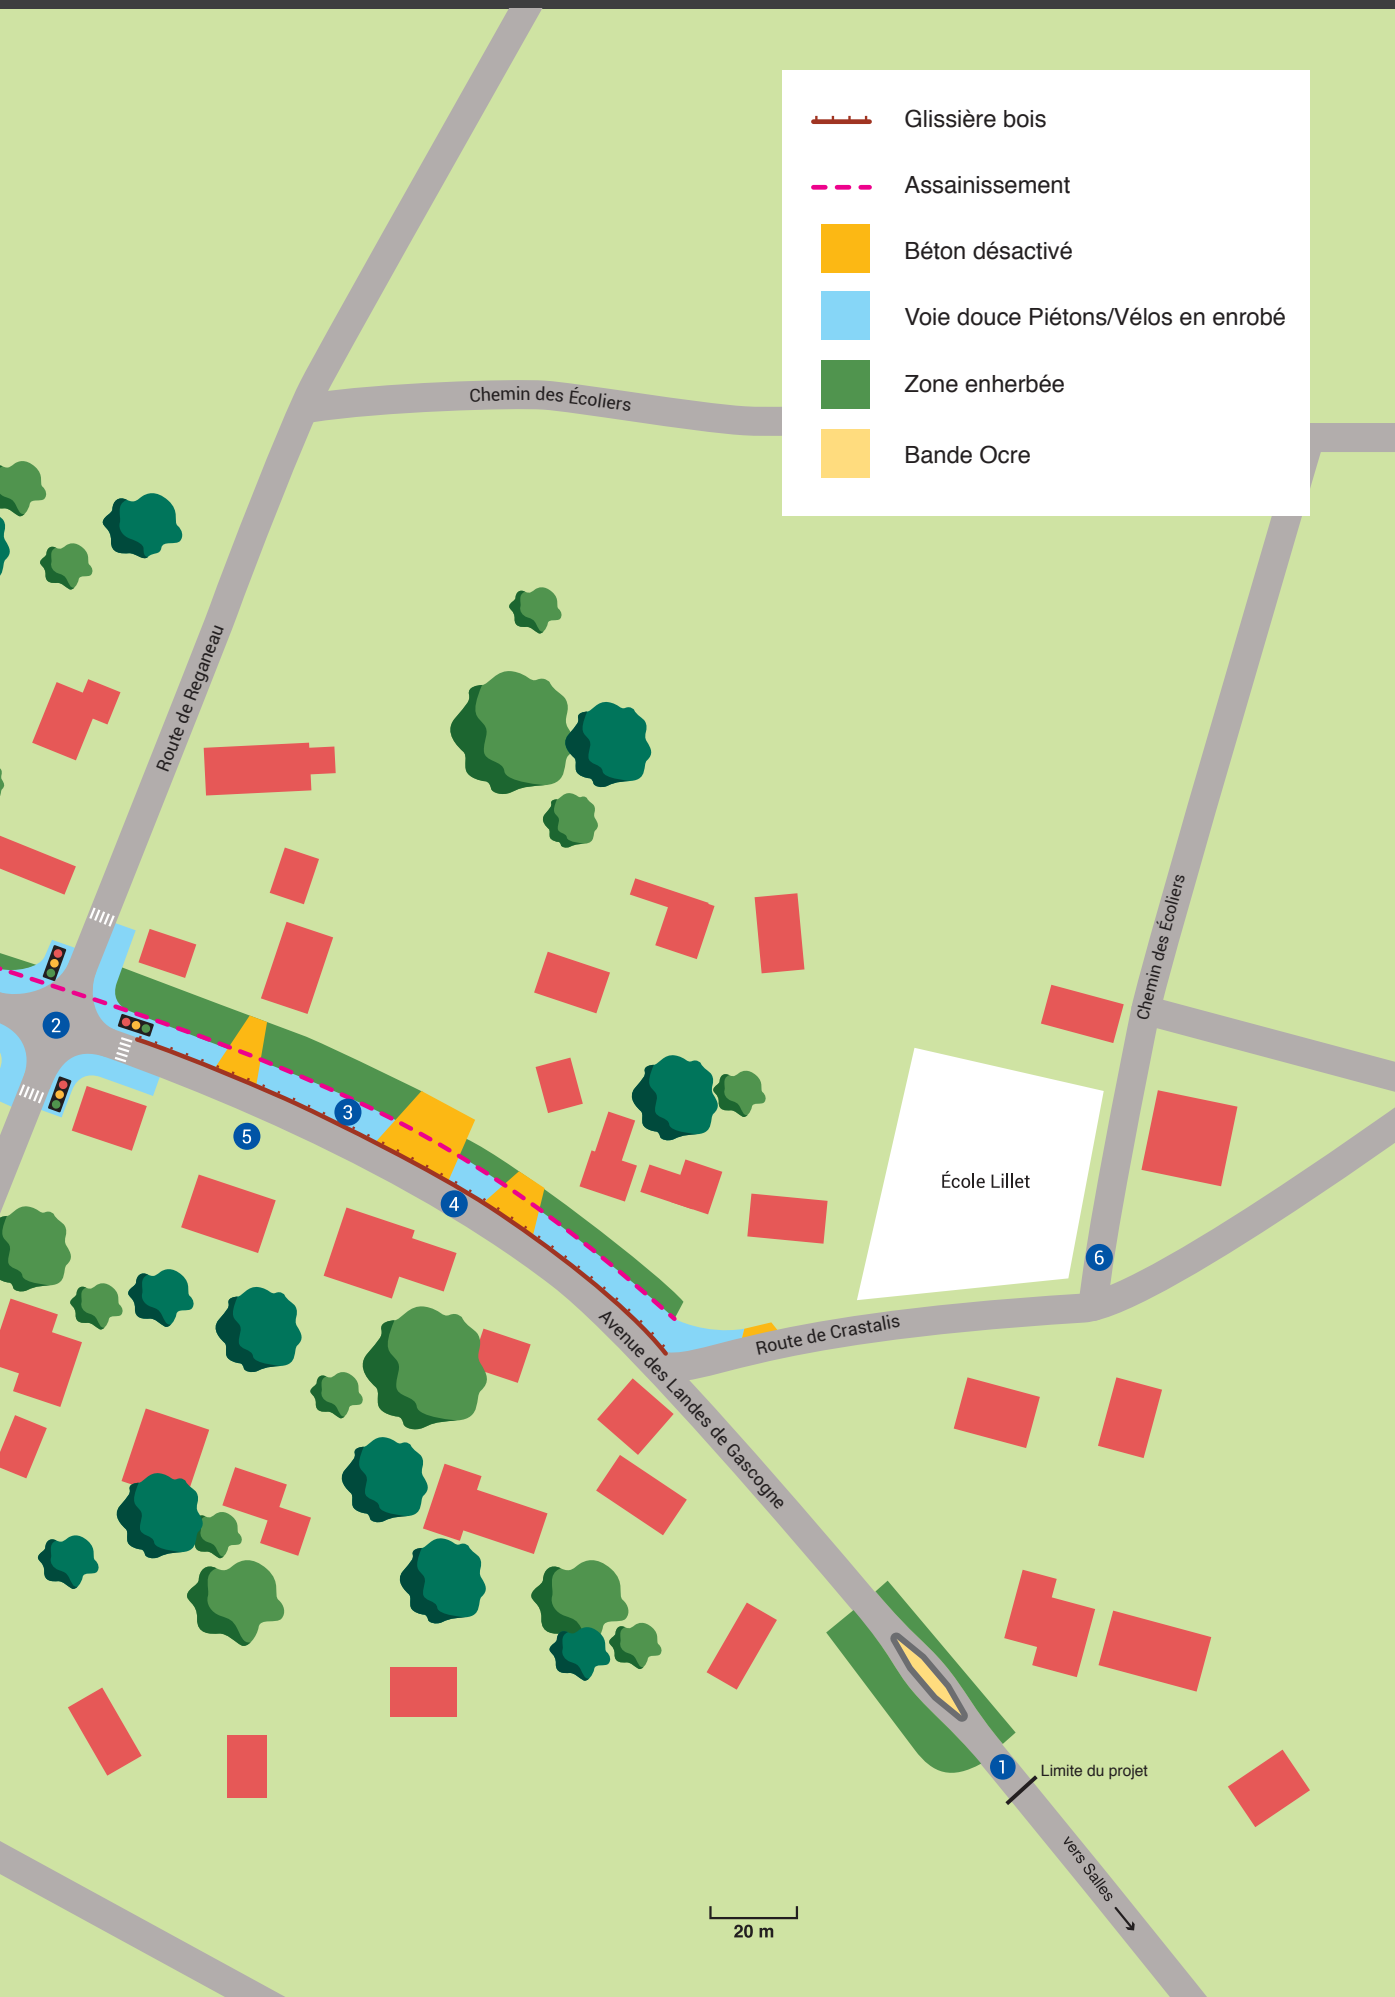 Glissière bois
Assainissement
Béton désactivé
Voie douce Piétons/Vélos en enrobé
Zone enherbée
Bande Ocre
Chemin des Écoliers
Route de Reganeau
Chemin des Écoliers
2
3
5
4
École Lillet
6
Route de Crastalis
Avenue des Landes de Gascogne
1
Limite du projet
vers Salles
20 m